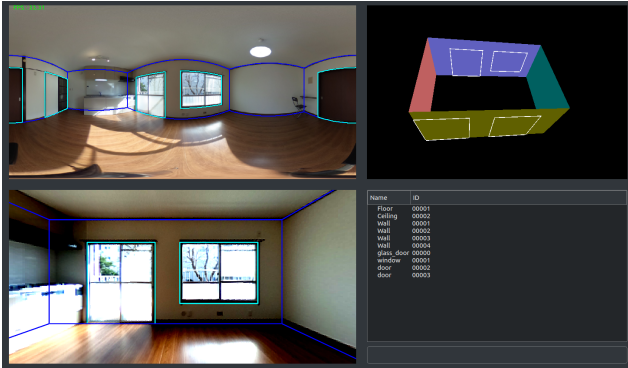 Name ID
Floor 00001
Ceiling 00002
Wall 00001
Wall 00002
Wall 00003
Wall 00004
glass_door 00000
window 00001
door 00002
door 00003